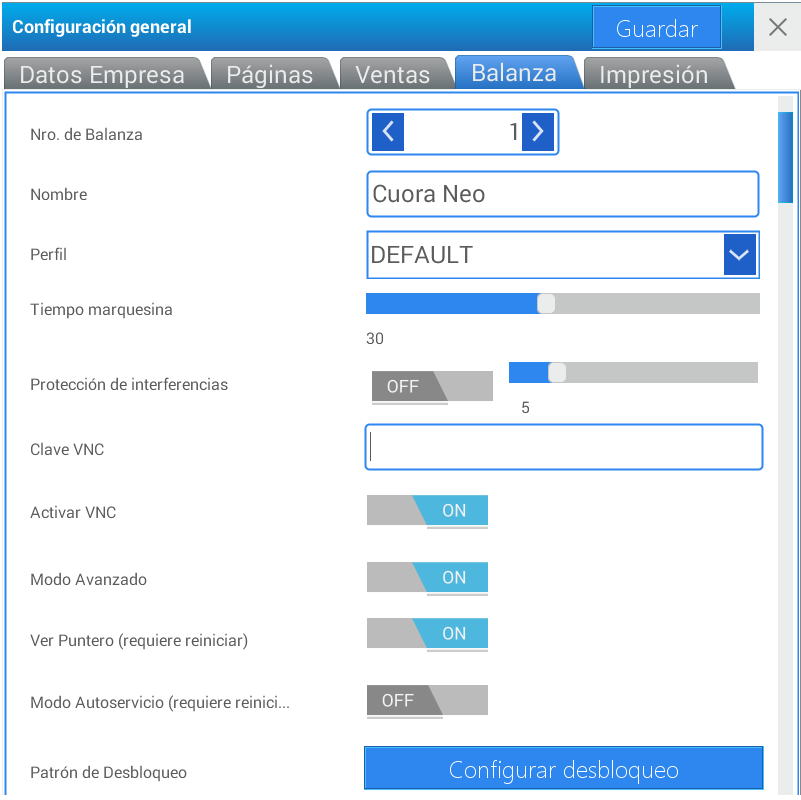 Configuración general
Guardar
Datos Empresa
Páginas
Ventas
Balanza
Impresión
Nro. de Balanza
1
Nombre
Cuora Neo
Perfil
DEFAULT
Tiempo marquesina
30
Protección de interferencias
OFF
5
Clave VNC
Activar VNC
ON
Modo Avanzado
ON
Ver Puntero (requiere reiniciar)
ON
Modo Autoservicio (requiere reinici...
OFF
Patrón de Desbloqueo
Configurar desbloqueo